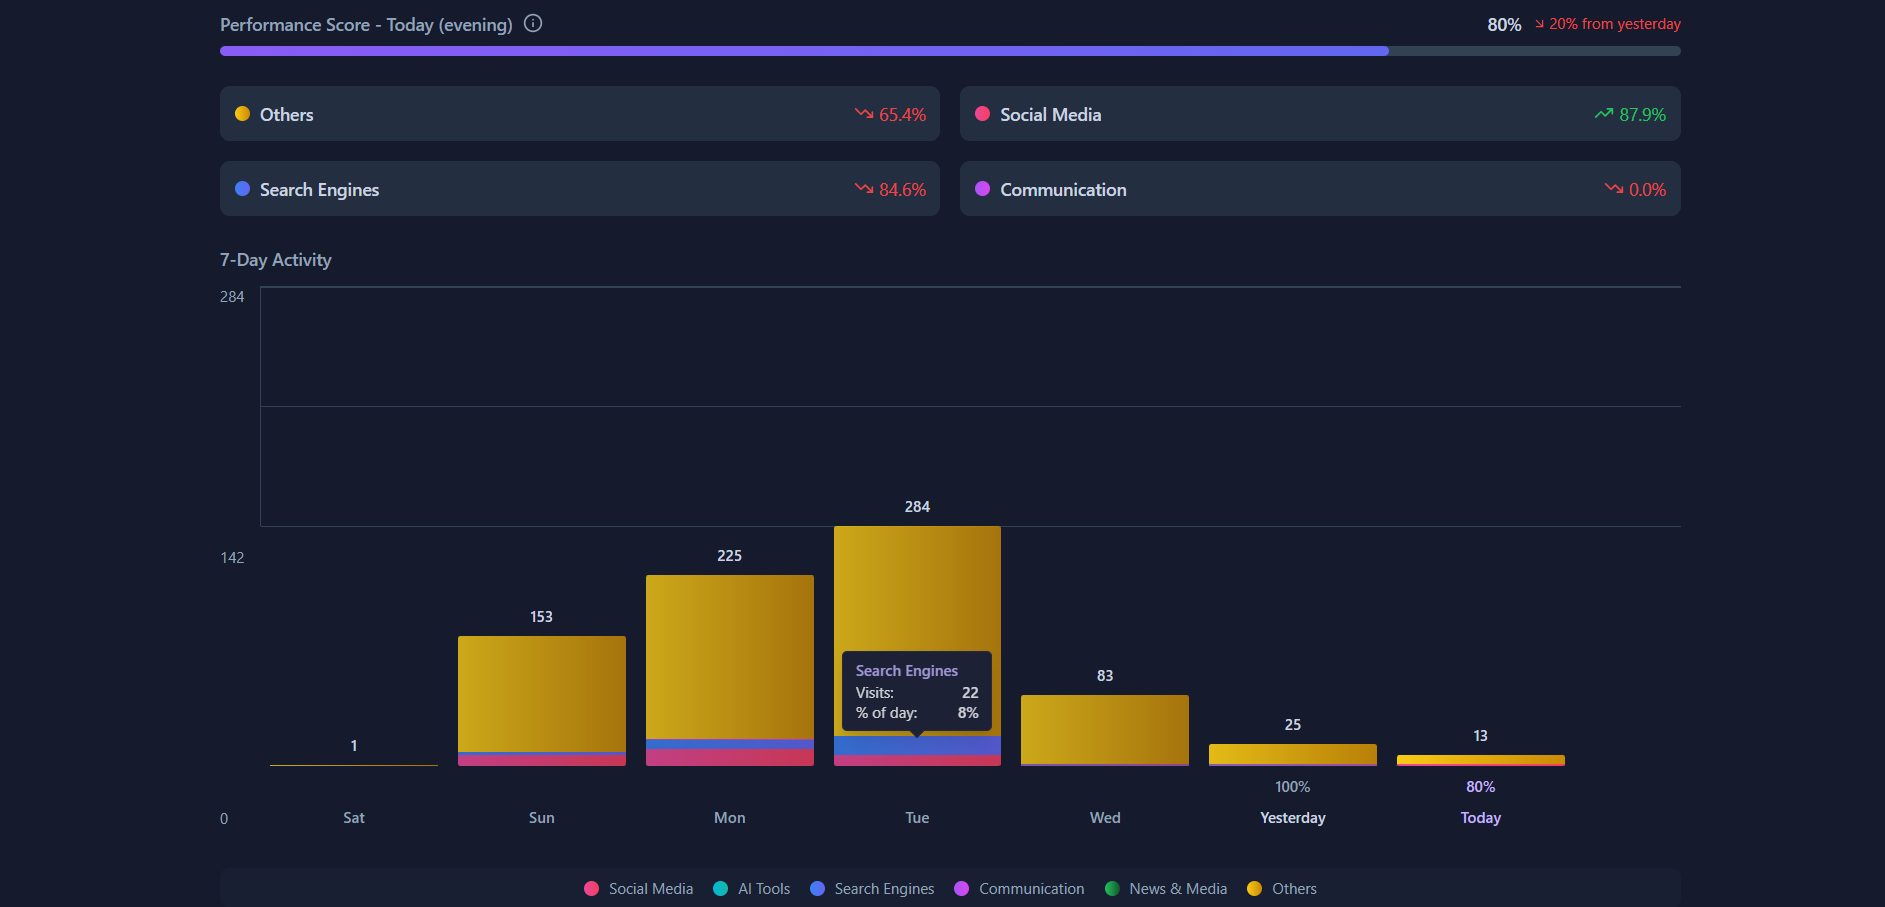 Performance Score - Today (evening)
80% 20% from yesterday
Others 65.4%
Social Media 87.9%
Search Engines 84.6%
Communication 0.0%
7-Day Activity
284
142
0
1
153
225
284
83
25
13
Search Engines
Visits: 22
% of day: 8%
100%
80%
Sat Sun Mon Tue Wed Yesterday Today
Social Media AI Tools Search Engines Communication News & Media Others